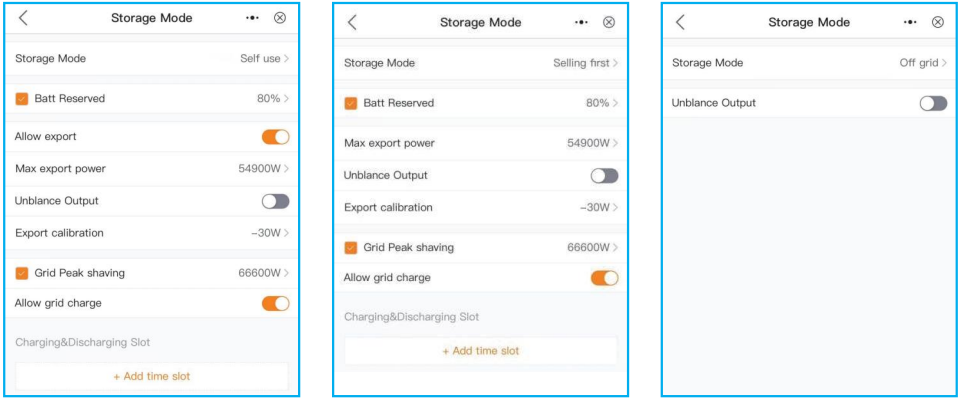 Storage Mode
Storage Mode Self use >
Batt Reserved 80% >
Allow export
Max export power 54900W >
Unblance Output
Export calibration -30W >
Grid Peak shaving 66600W >
Allow grid charge
Charging&Discharging Slot
+ Add time slot
Storage Mode
Storage Mode Selling first >
Batt Reserved 80% >
Max export power 54900W >
Unblance Output
Export calibration -30W >
Grid Peak shaving 66600W >
Allow grid charge
Charging&Discharging Slot
+ Add time slot
Storage Mode
Storage Mode Off grid >
Unblance Output